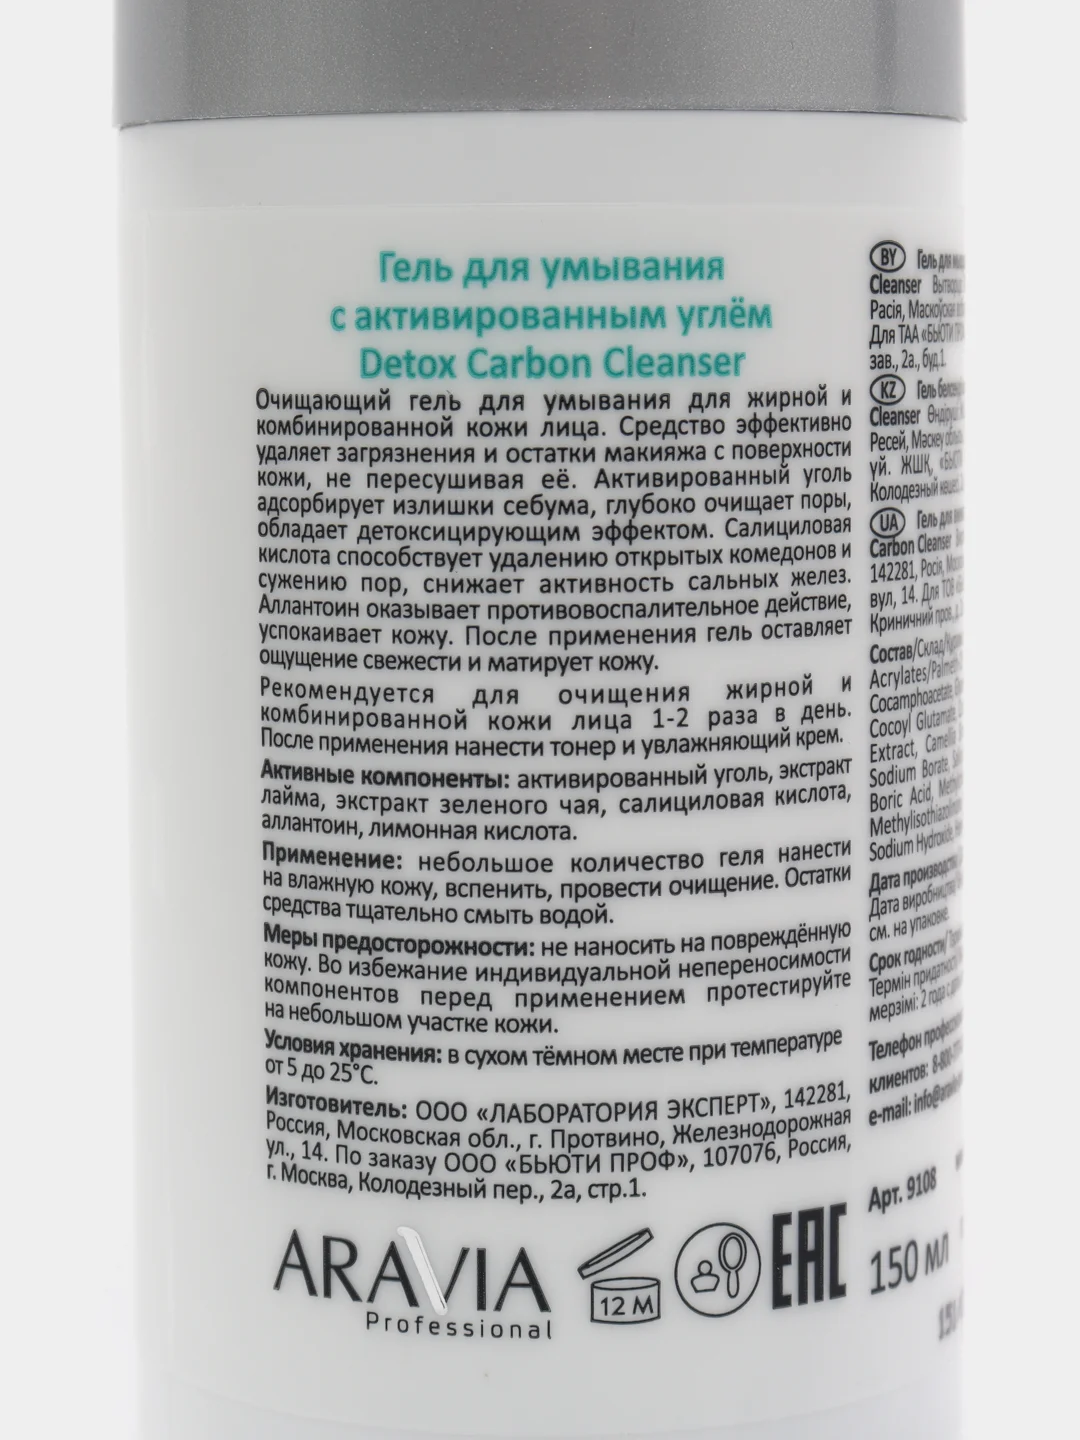 Гель для умывания
с активированным углём
Detox Carbon Cleanser
Очищающий гель для умывания для жирной и
комбинированной кожи лица. Средство эффективно
удаляет загрязнения и остатки макияжа с поверхности
кожи, не пересушивая её. Активированный уголь
адсорбирует излишки себума, глубоко очищает поры,
обладает детоксицирующим эффектом. Салициловая
кислота способствует удалению открытых комедонов и
сужению пор, снижает активность сальных желез.
Аллантоин оказывает противовоспалительное действие,
успокаивает кожу. После применения гель оставляет
ощущение свежести и матирует кожу.
Рекомендуется для очищения жирной и
комбинированной кожи лица 1-2 раза в день.
После применения нанести тонер и увлажняющий крем.
Активные компоненты: активированный уголь, экстракт
лайма, экстракт зеленого чая, салициловая кислота,
аллантоин, лимонная кислота.
Применение: небольшое количество геля нанести
на влажную кожу, вспенить, провести очищение. Остатки
средства тщательно смыть водой.
Меры предосторожности: не наносить на повреждённую
кожу. Во избежание индивидуальной непереносимости
компонентов перед применением протестируйте
на небольшом участке кожи.
Условия хранения: в сухом тёмном месте при температуре
от 5 до 25°С.
Изготовитель: ООО «ЛАБОРАТОРИЯ ЭКСПЕРТ», 142281,
Россия, Московская обл., г. Протвино, Железнодорожная
ул., 14. По заказу ООО «БЬЮТИ ПРОФ», 107076, Россия,
г. Москва, Колодезный пер., 2а, стр.1.
ARAVIA
Professional
12 M
EAC
BY Гель для
Cleanser
Расія, Маскоўская
Для ТАА «БЬЮТИ
зав., 2а., буд.1.
KZ Гель
Cleanser
Ресей, Маскеу
үй. ЖШҚ, «БЬЮТИ
Колодезный
UA Гель для
Carbon Cleanser
142281, Росія,
вул, 14. Для ТОВ
Криничний пров.,
Состав/Склад/
Acrylates/
Cocamphoacetate,
Cocoyl Glutamate,
Extract,
Sodium Borate,
Boric Acid,
Sodium Hydroxide,
Дата
Дата
см. на упаковке.
Срок годности/
Термін
мерзімі: 2 года с
Телефон
клиентов: 8-800-
e-mail:
Арт. 9108
150 мл